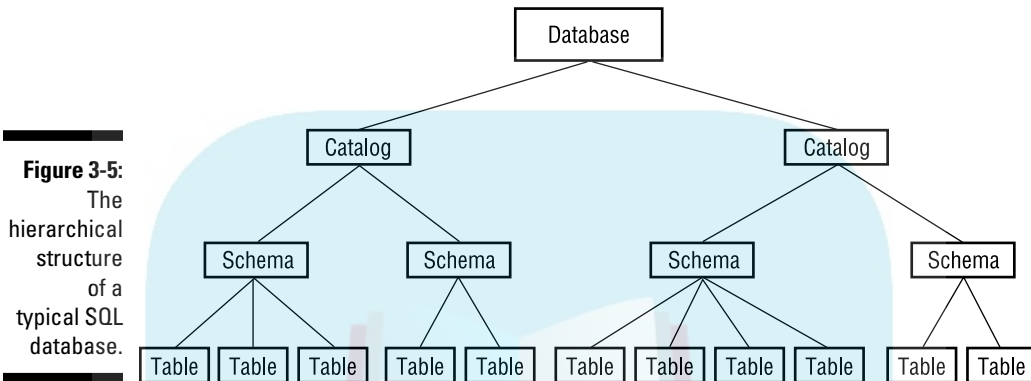 Database
Catalog Catalog
Figure 3-5:
The
hierarchical
structure
of a
typical SQL
database.
Schema Schema Schema Schema
Table Table Table Table Table Table Table Table Table Table Table